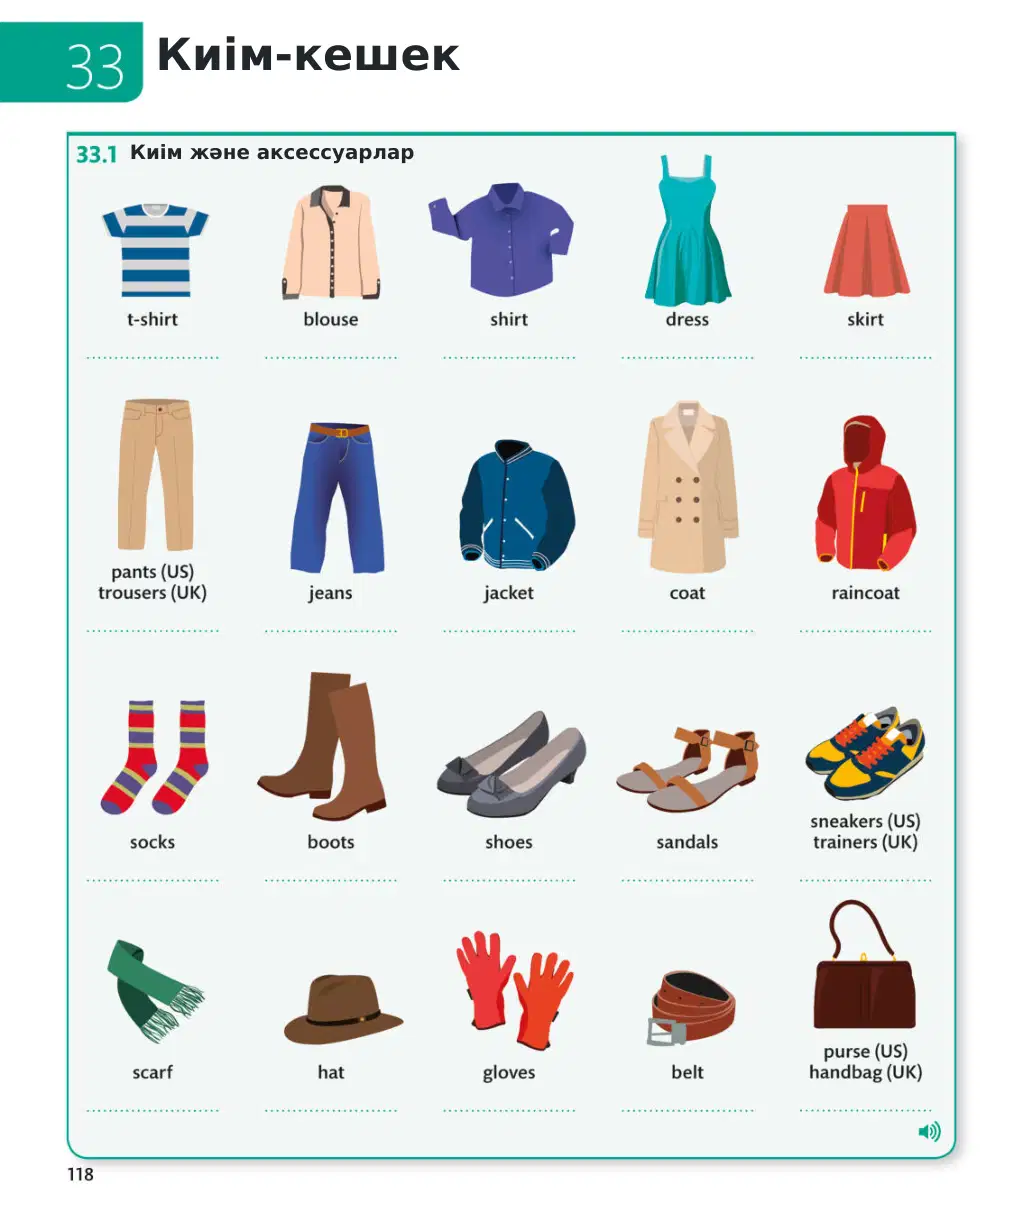 33 Киім-кешек
33.1 Киім және аксессуарлар
t-shirt blouse shirt dress skirt
pants (US)
trousers (UK) jeans jacket coat raincoat
socks boots shoes sandals sneakers (US)
trainers (UK)
scarf hat gloves belt purse (US)
handbag (UK)
118